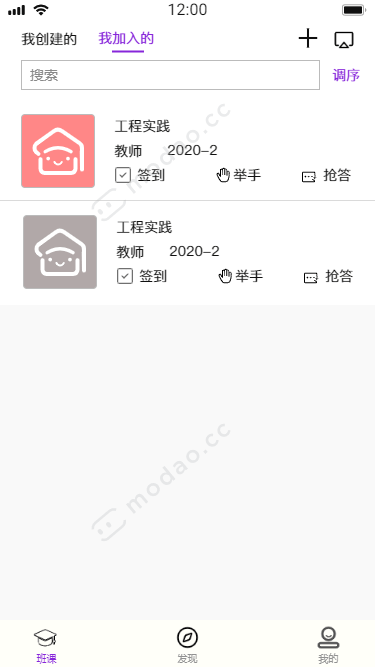 12:00
我创建的 我加入的
搜索 调序
工程实践
教师 2020-2
签到 举手 抢答
工程实践
教师 2020-2
签到 举手 抢答
modao.cc
modao.cc
班课 发现 我的